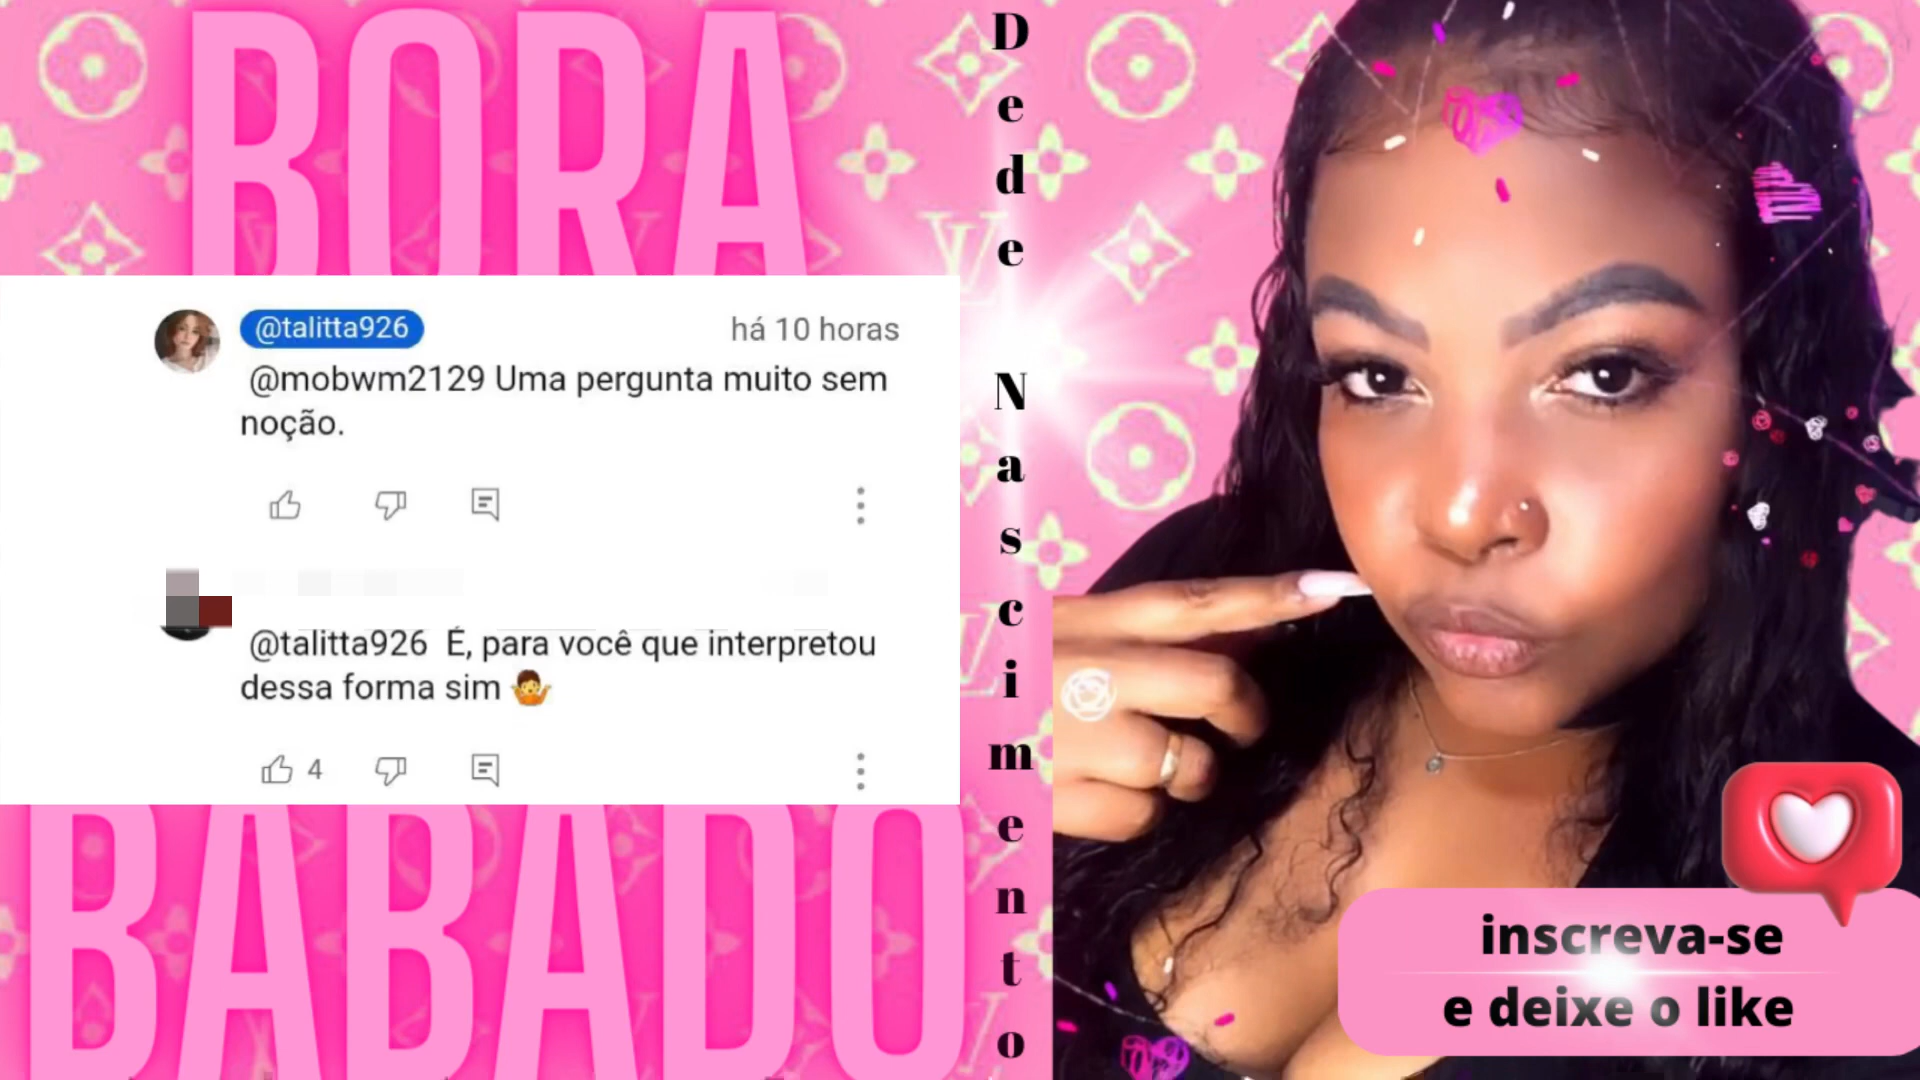 BORA
@talitta926
há 10 horas
@mobwm2129 Uma pergunta muito sem
noção.
@talitta926 É, para você que interpretou
dessa forma sim 🤷
4
BABADO
Dede Nascimento
inscreva-se
e deixe o like